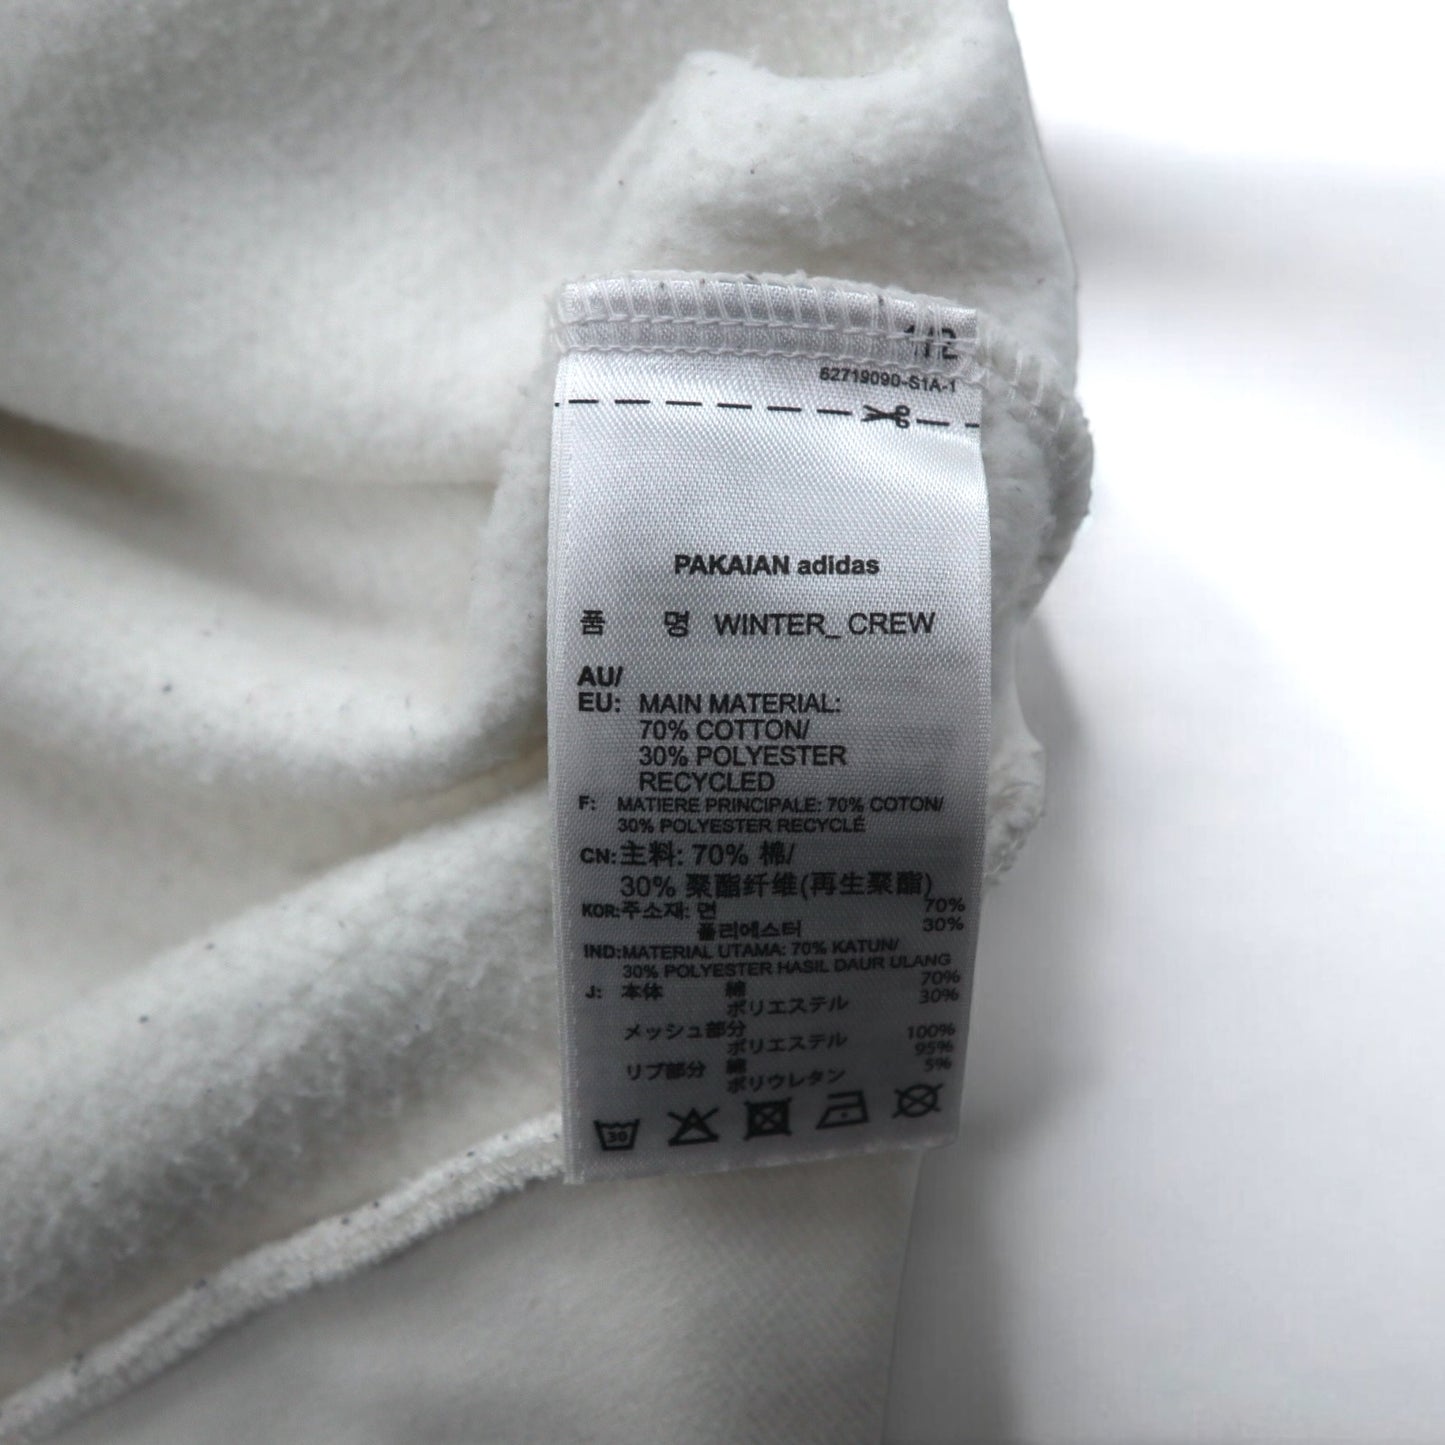 1/2
62719090-S1A-1
PAKAIAN adidas
품 명 WINTER_ CREW
AU/
EU: MAIN MATERIAL:
70% COTTON/
30% POLYESTER
RECYCLED
F: MATIERE PRINCIPALE: 70% COTON/
30% POLYESTER RECYCLÉ
CN:主料: 70% 棉/
30% 聚酯纤维(再生聚酯)
KOR:주소재: 면 70%
폴리에스터 30%
IND:MATERIAL UTAMA: 70% KATUN/
30% POLYESTER HASIL DAUR ULANG
J: 本体 綿 70%
ポリエステル 30%
メッシュ部分
ポリエステル 100%
リブ部分 綿 95%
ポリウレタン 5%
30